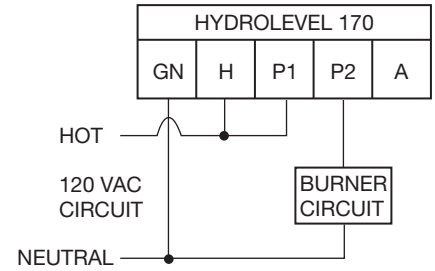 HYDROLEVEL 170
GN H P1 P2 A
HOT
120 VAC
CIRCUIT
BURNER
CIRCUIT
NEUTRAL